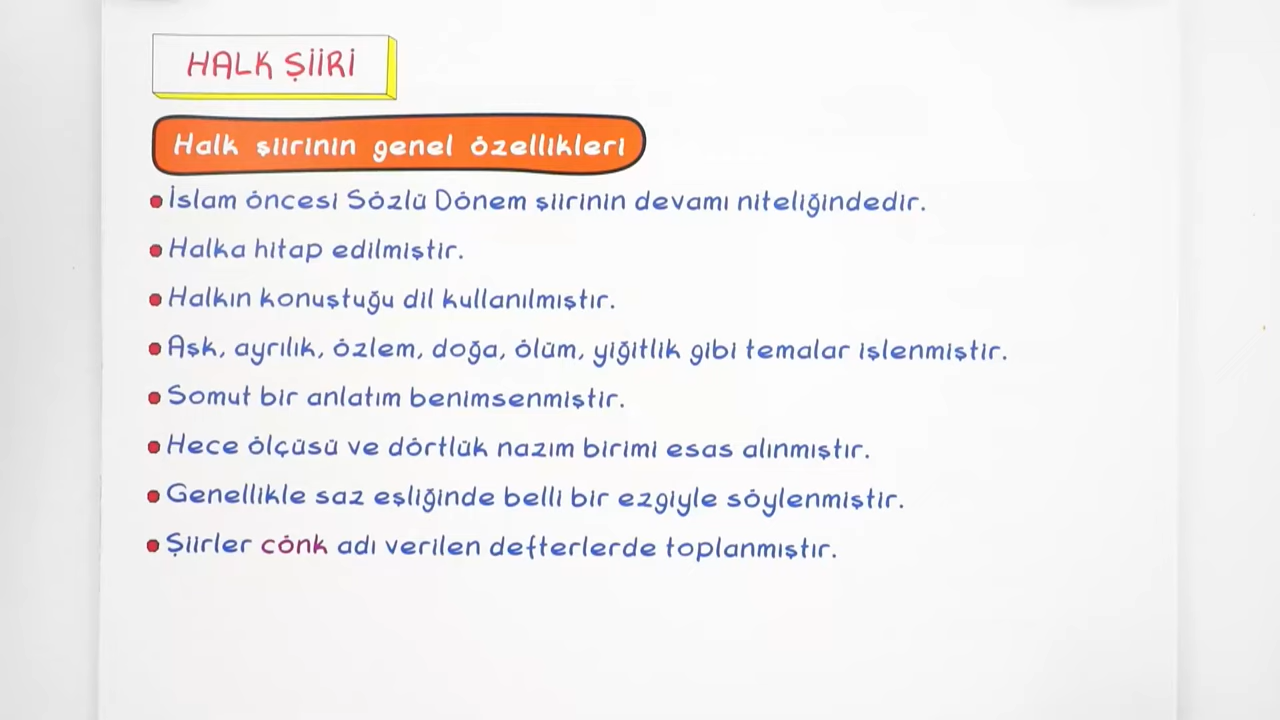 HALK ŞİİRİ
Halk şiirinin genel özellikleri
İslam öncesi Sözlü Dönem şiirinin devamı niteliğindedir.
Halka hitap edilmiştir.
Halkın konuştuğu dil kullanılmıştır.
Aşk, ayrılık, özlem, doğa, ölüm, yiğitlik gibi temalar işlenmiştir.
Somut bir anlatım benimsenmiştir.
Hece ölçüsü ve dörtlük nazım birimi esas alınmıştır.
Genellikle saz eşliğinde belli bir ezgiyle söylenmiştir.
Şiirler cönk adı verilen defterlerde toplanmıştır.